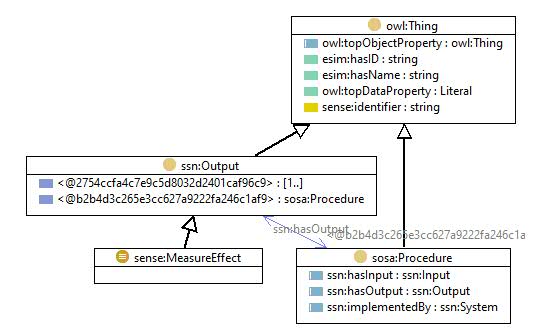 owl:Thing
owl:topObjectProperty : owl:Thing
esim:hasID : string
esim:hasName : string
owl:topDataProperty : Literal
sense:identifier : string
ssn:Output
<@2754ccfa4c7e9c5d8032d2401caf96c9> : [1..]
<@b2b4d3c265e3cc627a9222fa246c1af9> : sosa:Procedure
ssn:hasOutput
<@b2b4d3c265e3cc627a9222fa246c1a
sense:MeasureEffect
sosa:Procedure
ssn:hasInput : ssn:Input
ssn:hasOutput : ssn:Output
ssn:implementedBy : ssn:System